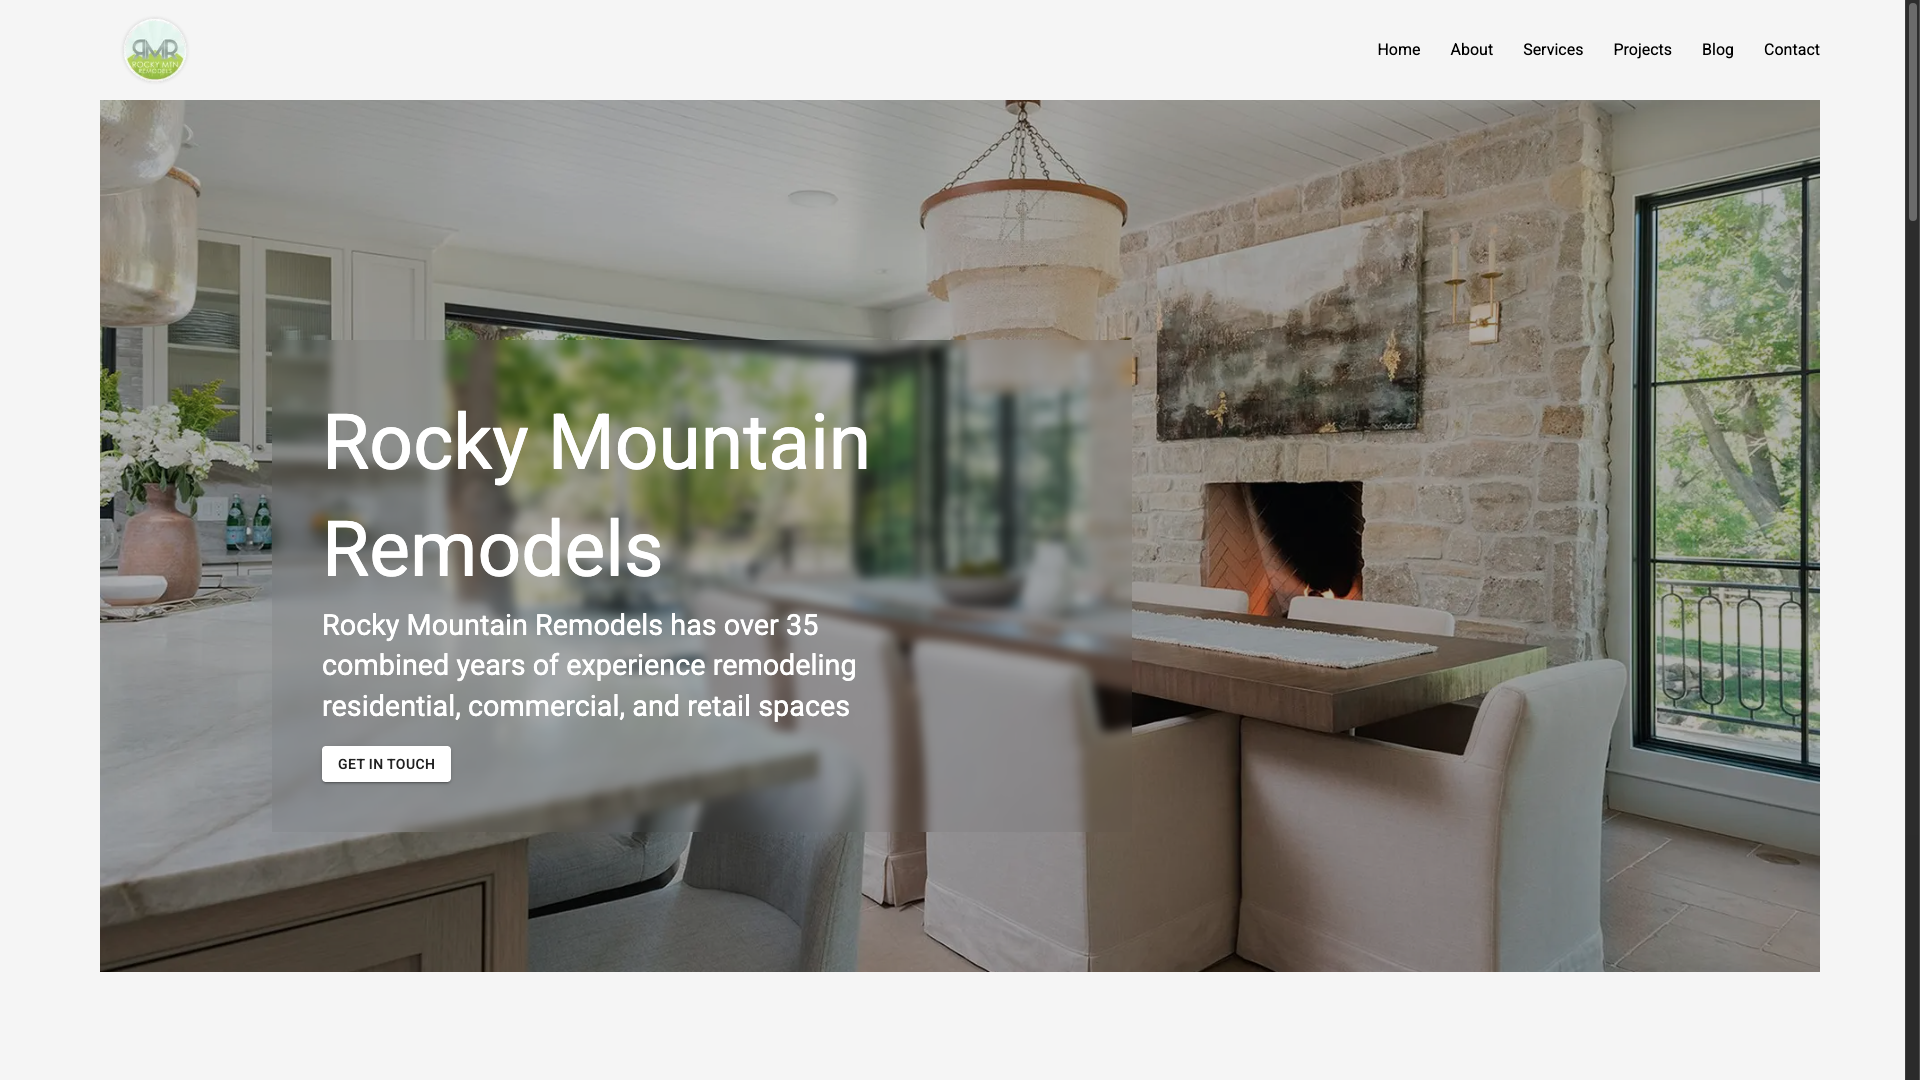 RMR
ROCKY MTN
REMODELS
Home
About
Services
Projects
Blog
Contact
Rocky Mountain
Remodels
Rocky Mountain Remodels has over 35
combined years of experience remodeling
residential, commercial, and retail spaces
GET IN TOUCH